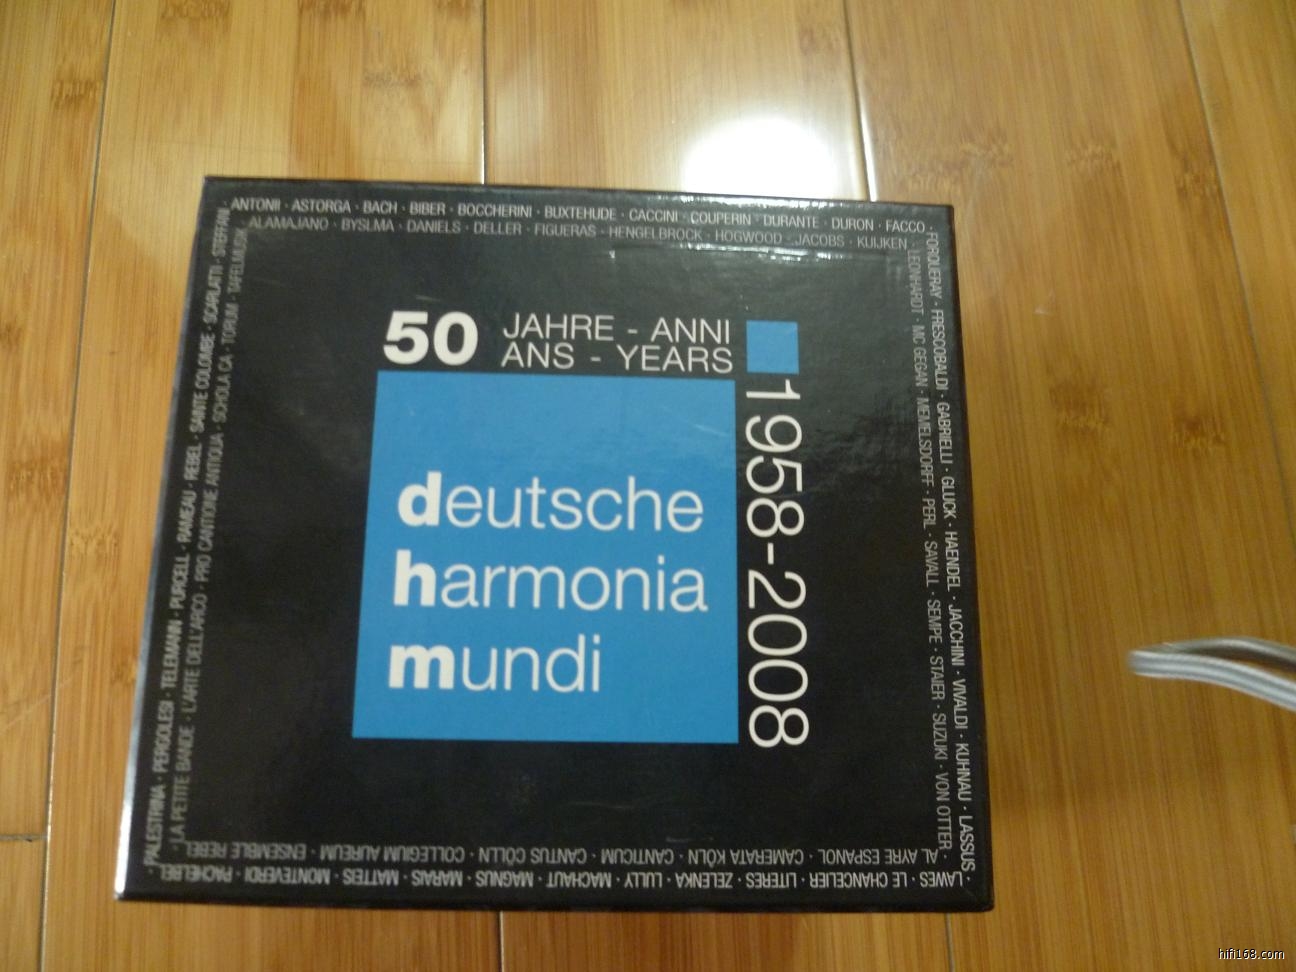 ANTONII · ASTORGA · BACH · BIBER · BOCCHERINI · BUXTEHUDE · CACCINI · COUPERIN · DURANTE · DURON · FACCO ·
ALAMAJANO · BYSLMA · DANIELS · DELLER · FIGUERAS · HENGELBROCK · HOGWOOD · JACOBS · KUIJKEN ·
FORQUERAY · FRESCOBALDI · GABRIELLI · GLUCK · HAENDEL · JACCHINI · VIVALDI · KUHNAU · LASSUS ·
LEONHARDT · MC GEGAN · MEMELSDORFF · PERL · SAVALL · SEMPE · STAIER · SUZUKI · VON OTTER ·
50 JAHRE - ANNI
ANS - YEARS
1958-2008
deutsche
harmonia
mundi
LAWES · LE CHANCELIER · LITERES · ZELENKA · LULLY · MACHAUT · MAGNUS · MARAIS · MATTEIS · MONTEVERDI · PACHELBEL ·
AL AYRE ESPANOL · CAMERATA KÖLN · CANTICUM · CANTUS CÖLLN · COLLEGIUM AUREUM · ENSEMBLE REBEL ·
PALESTRINA · PERGOLESI · TELEMANN · PURCELL · RAMEAU · REBEL · SAINTE COLOMBE · SCARLATTI · STEFFANI ·
LA PETITE BANDE · L'ARTE DELL'ARCO · PRO CANTIONE ANTIQUA · SCHOLA CA · TORUM · TAFELMUSIK
hifi168.com